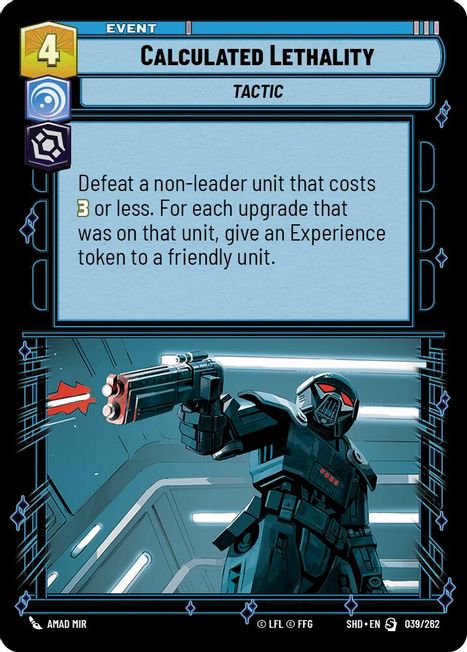 EVENT
4
CALCULATED LETHALITY
TACTIC
Defeat a non-leader unit that costs
3 or less. For each upgrade that
was on that unit, give an Experience
token to a friendly unit.
AMAD MIR
© LFL © FFG
SHD • EN
039/262